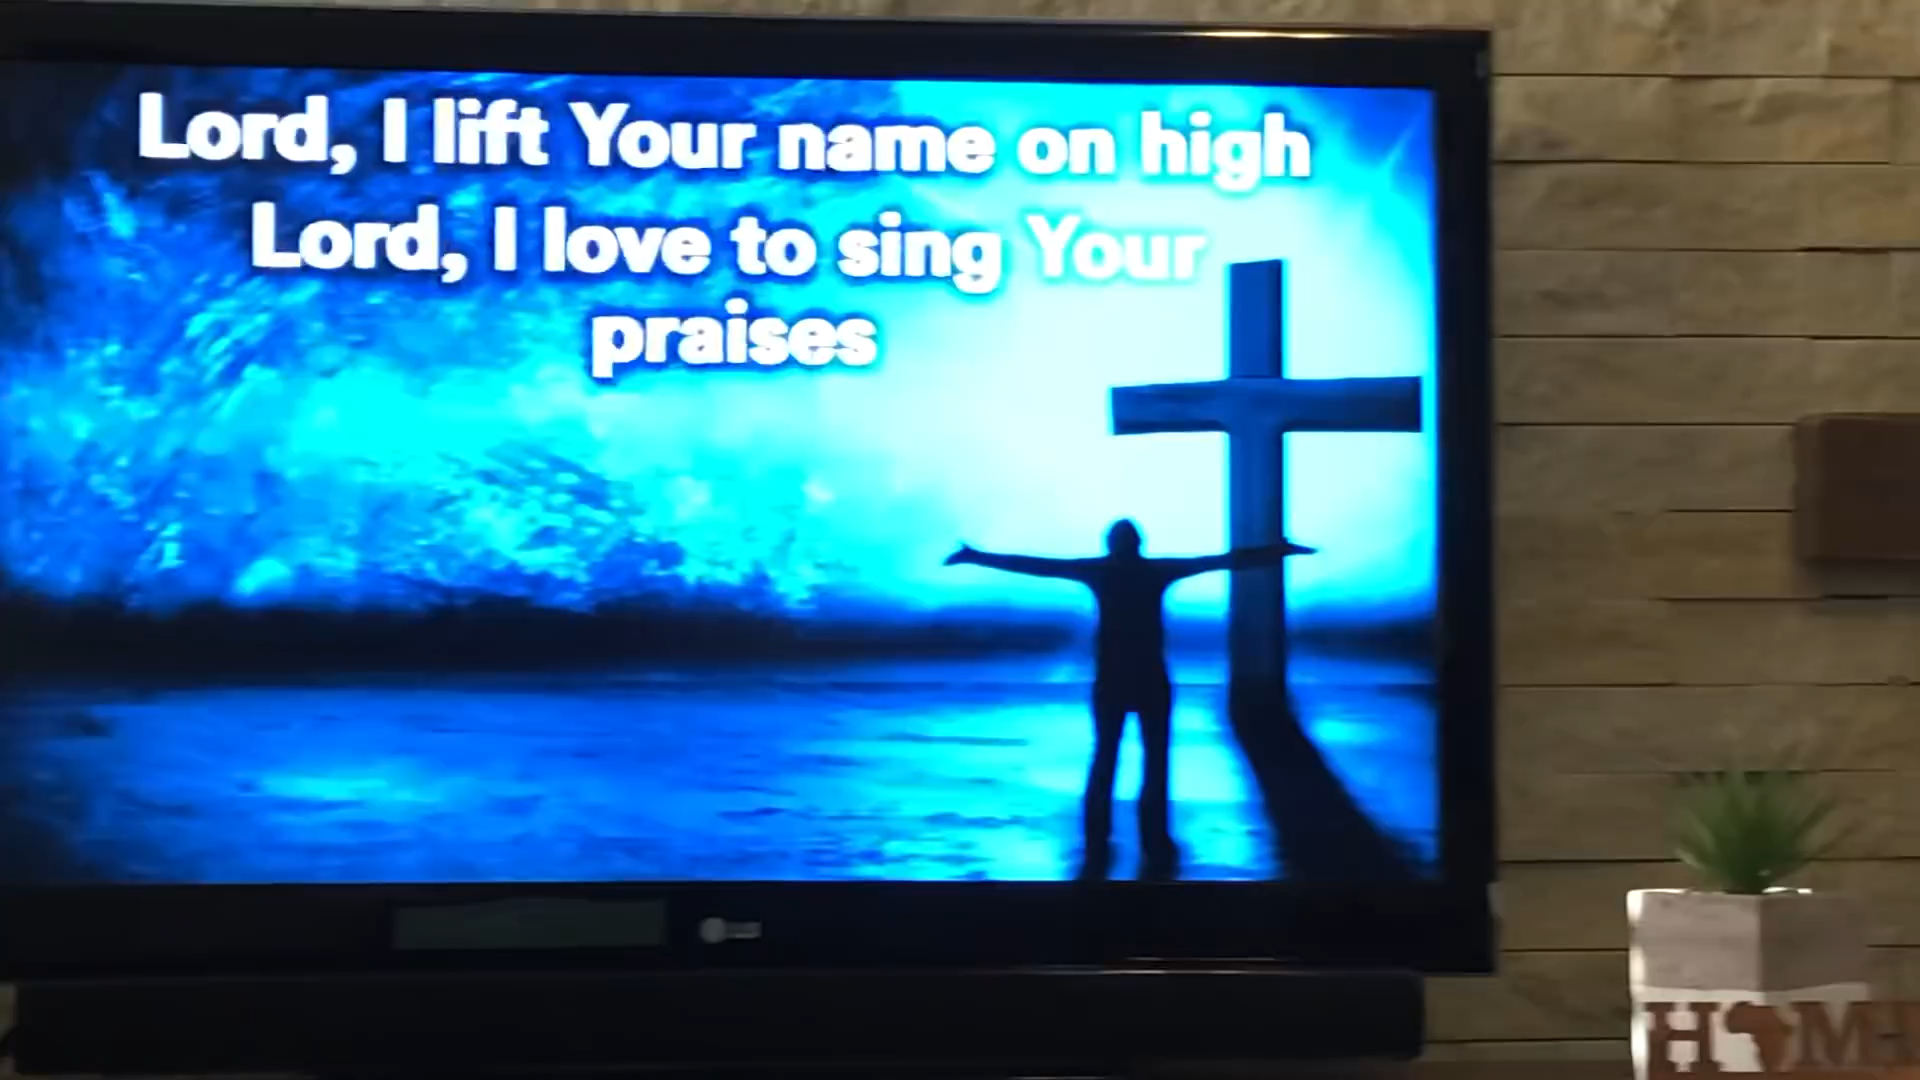 Lord, I lift Your name on high
Lord, I love to sing Your
praises